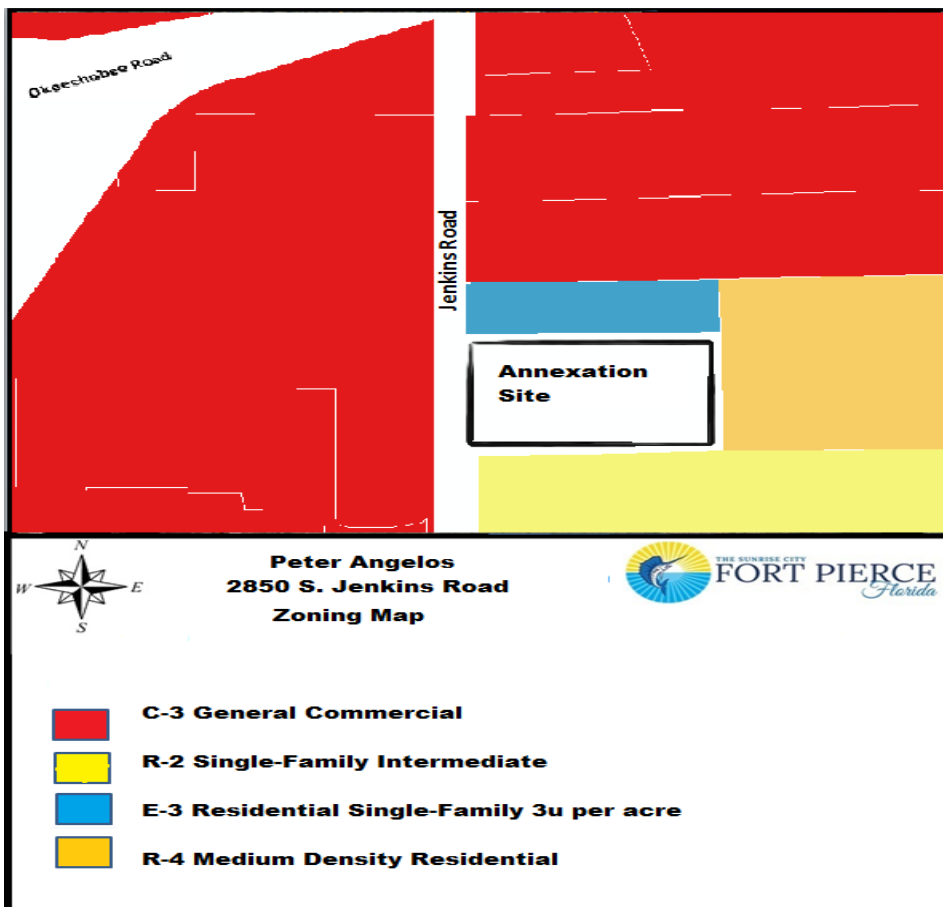 Okeeshobee Road
Jenkins Road
Annexation
Site
N
W
E
S
Peter Angelos
2850 S. Jenkins Road
Zoning Map
THE SUNRISE CITY
FORT PIERCE
Florida
C-3 General Commercial
R-2 Single-Family Intermediate
E-3 Residential Single-Family 3u per acre
R-4 Medium Density Residential